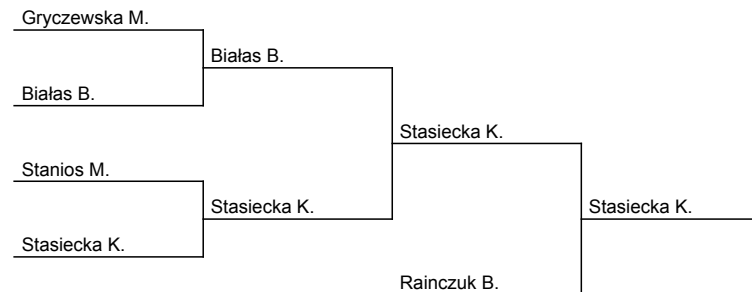 Gryczewska M.
Białas B.
Białas B.
Stasiecka K.
Stanios M.
Stasiecka K.
Stasiecka K.
Stasiecka K.
Rainczuk B.